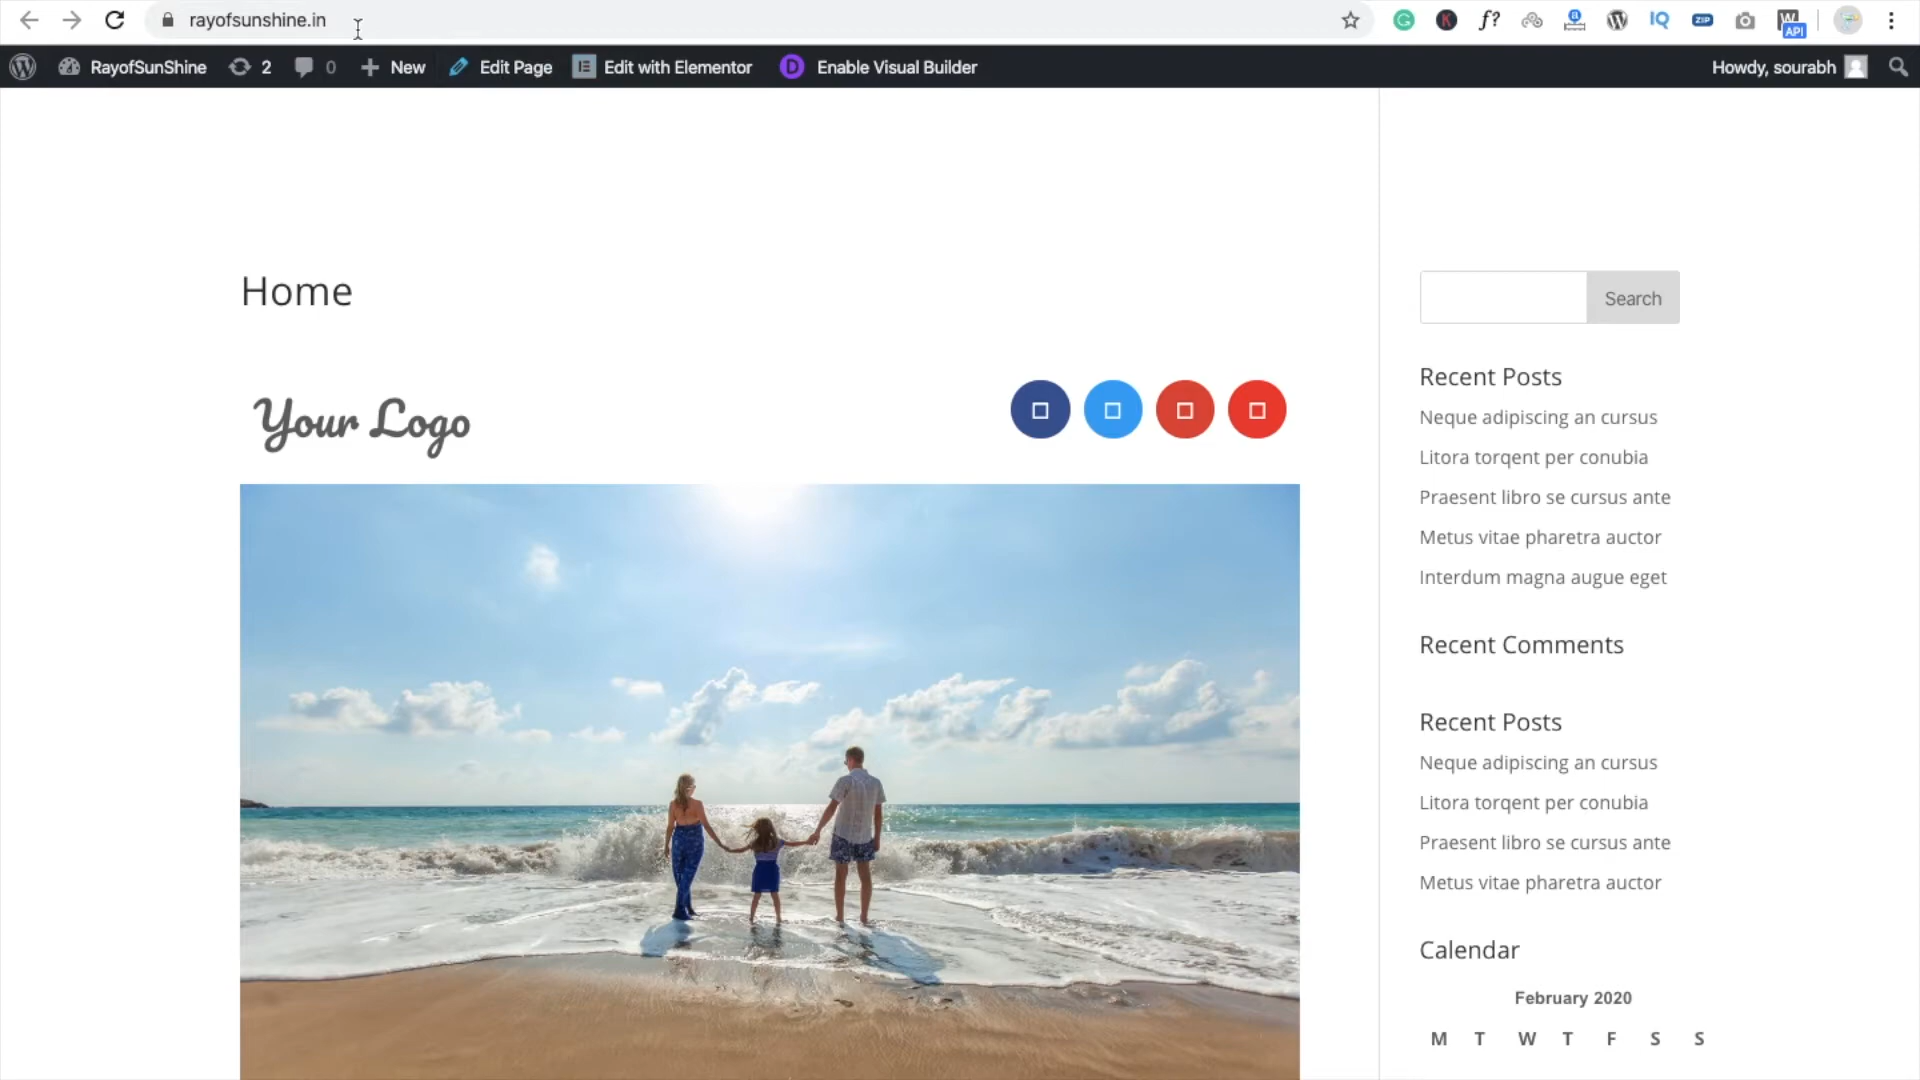 rayofsunshine.in
f?
IQ
ZIP
API
RayofSunShine 2 0 New Edit Page Edit with Elementor D Enable Visual Builder Howdy, sourabh
Home
Search
Your Logo
Recent Posts
Neque adipiscing an cursus
Litora torqent per conubia
Praesent libro se cursus ante
Metus vitae pharetra auctor
Interdum magna augue eget
Recent Comments
Recent Posts
Neque adipiscing an cursus
Litora torqent per conubia
Praesent libro se cursus ante
Metus vitae pharetra auctor
Calendar
February 2020
M T W T F S S